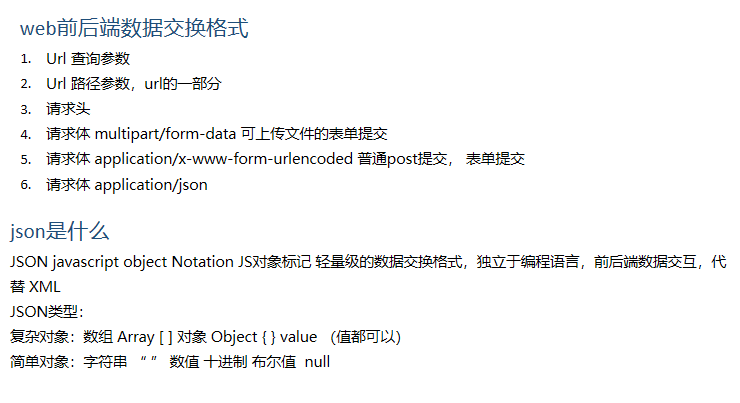 web前后端数据交换格式
1. Url 查询参数
2. Url 路径参数，url的一部分
3. 请求头
4. 请求体 multipart/form-data 可上传文件的表单提交
5. 请求体 application/x-www-form-urlencoded 普通post提交， 表单提交
6. 请求体 application/json
json是什么
JSON javascript object Notation JS对象标记 轻量级的数据交换格式，独立于编程语言，前后端数据交互，代
替 XML
JSON类型：
复杂对象：数组 Array [ ] 对象 Object { } value （值都可以）
简单对象：字符串 “ ” 数值 十进制 布尔值 null